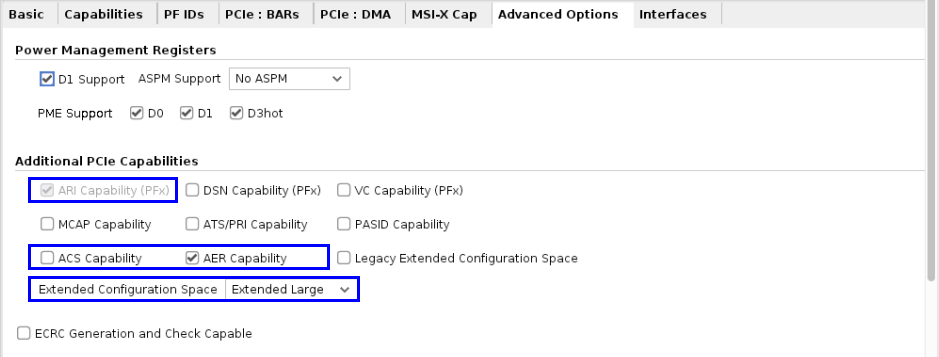 Basic Capabilities PF IDs PCIe : BARs PCIe : DMA MSI-X Cap Advanced Options Interfaces
Power Management Registers
D1 Support ASPM Support No ASPM
PME Support D0 D1 D3hot
Additional PCIe Capabilities
ARI Capability (PFx) DSN Capability (PFx) VC Capability (PFx)
MCAP Capability ATS/PRI Capability PASID Capability
ACS Capability AER Capability Legacy Extended Configuration Space
Extended Configuration Space Extended Large
ECRC Generation and Check Capable